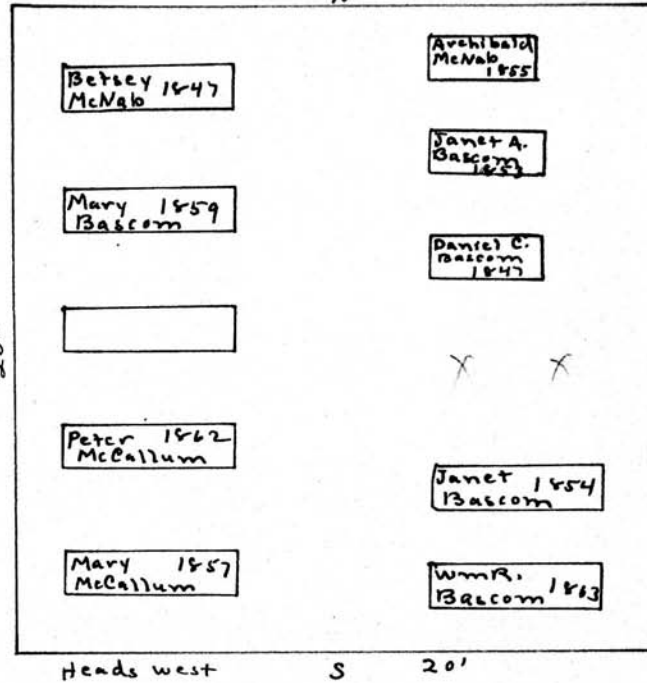 Betsey 1847
McNab
Mary 1859
Bascom
Peter 1862
McCallum
Mary 1857
McCallum
Archibald
McNab
1855
Janet A.
Bascom
1853
Daniel C.
Bascom
1847
X X
Janet 1854
Bascom
Wm R.
Bascom 1863
Heads west S 20'